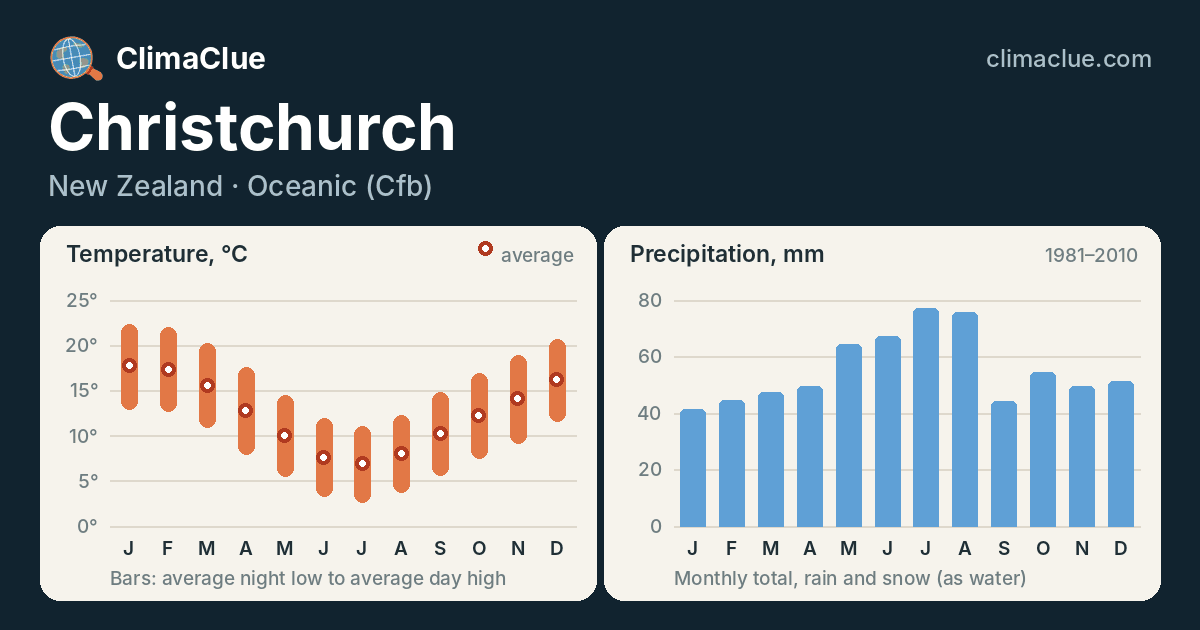 ClimaClue
climaclue.com
Christchurch
New Zealand · Oceanic (Cfb)
Temperature, °C
average
25°
20°
15°
10°
5°
0°
J F M A M J J A S O N D
Bars: average night low to average day high
Precipitation, mm
1981–2010
80
60
40
20
0
J F M A M J J A S O N D
Monthly total, rain and snow (as water)